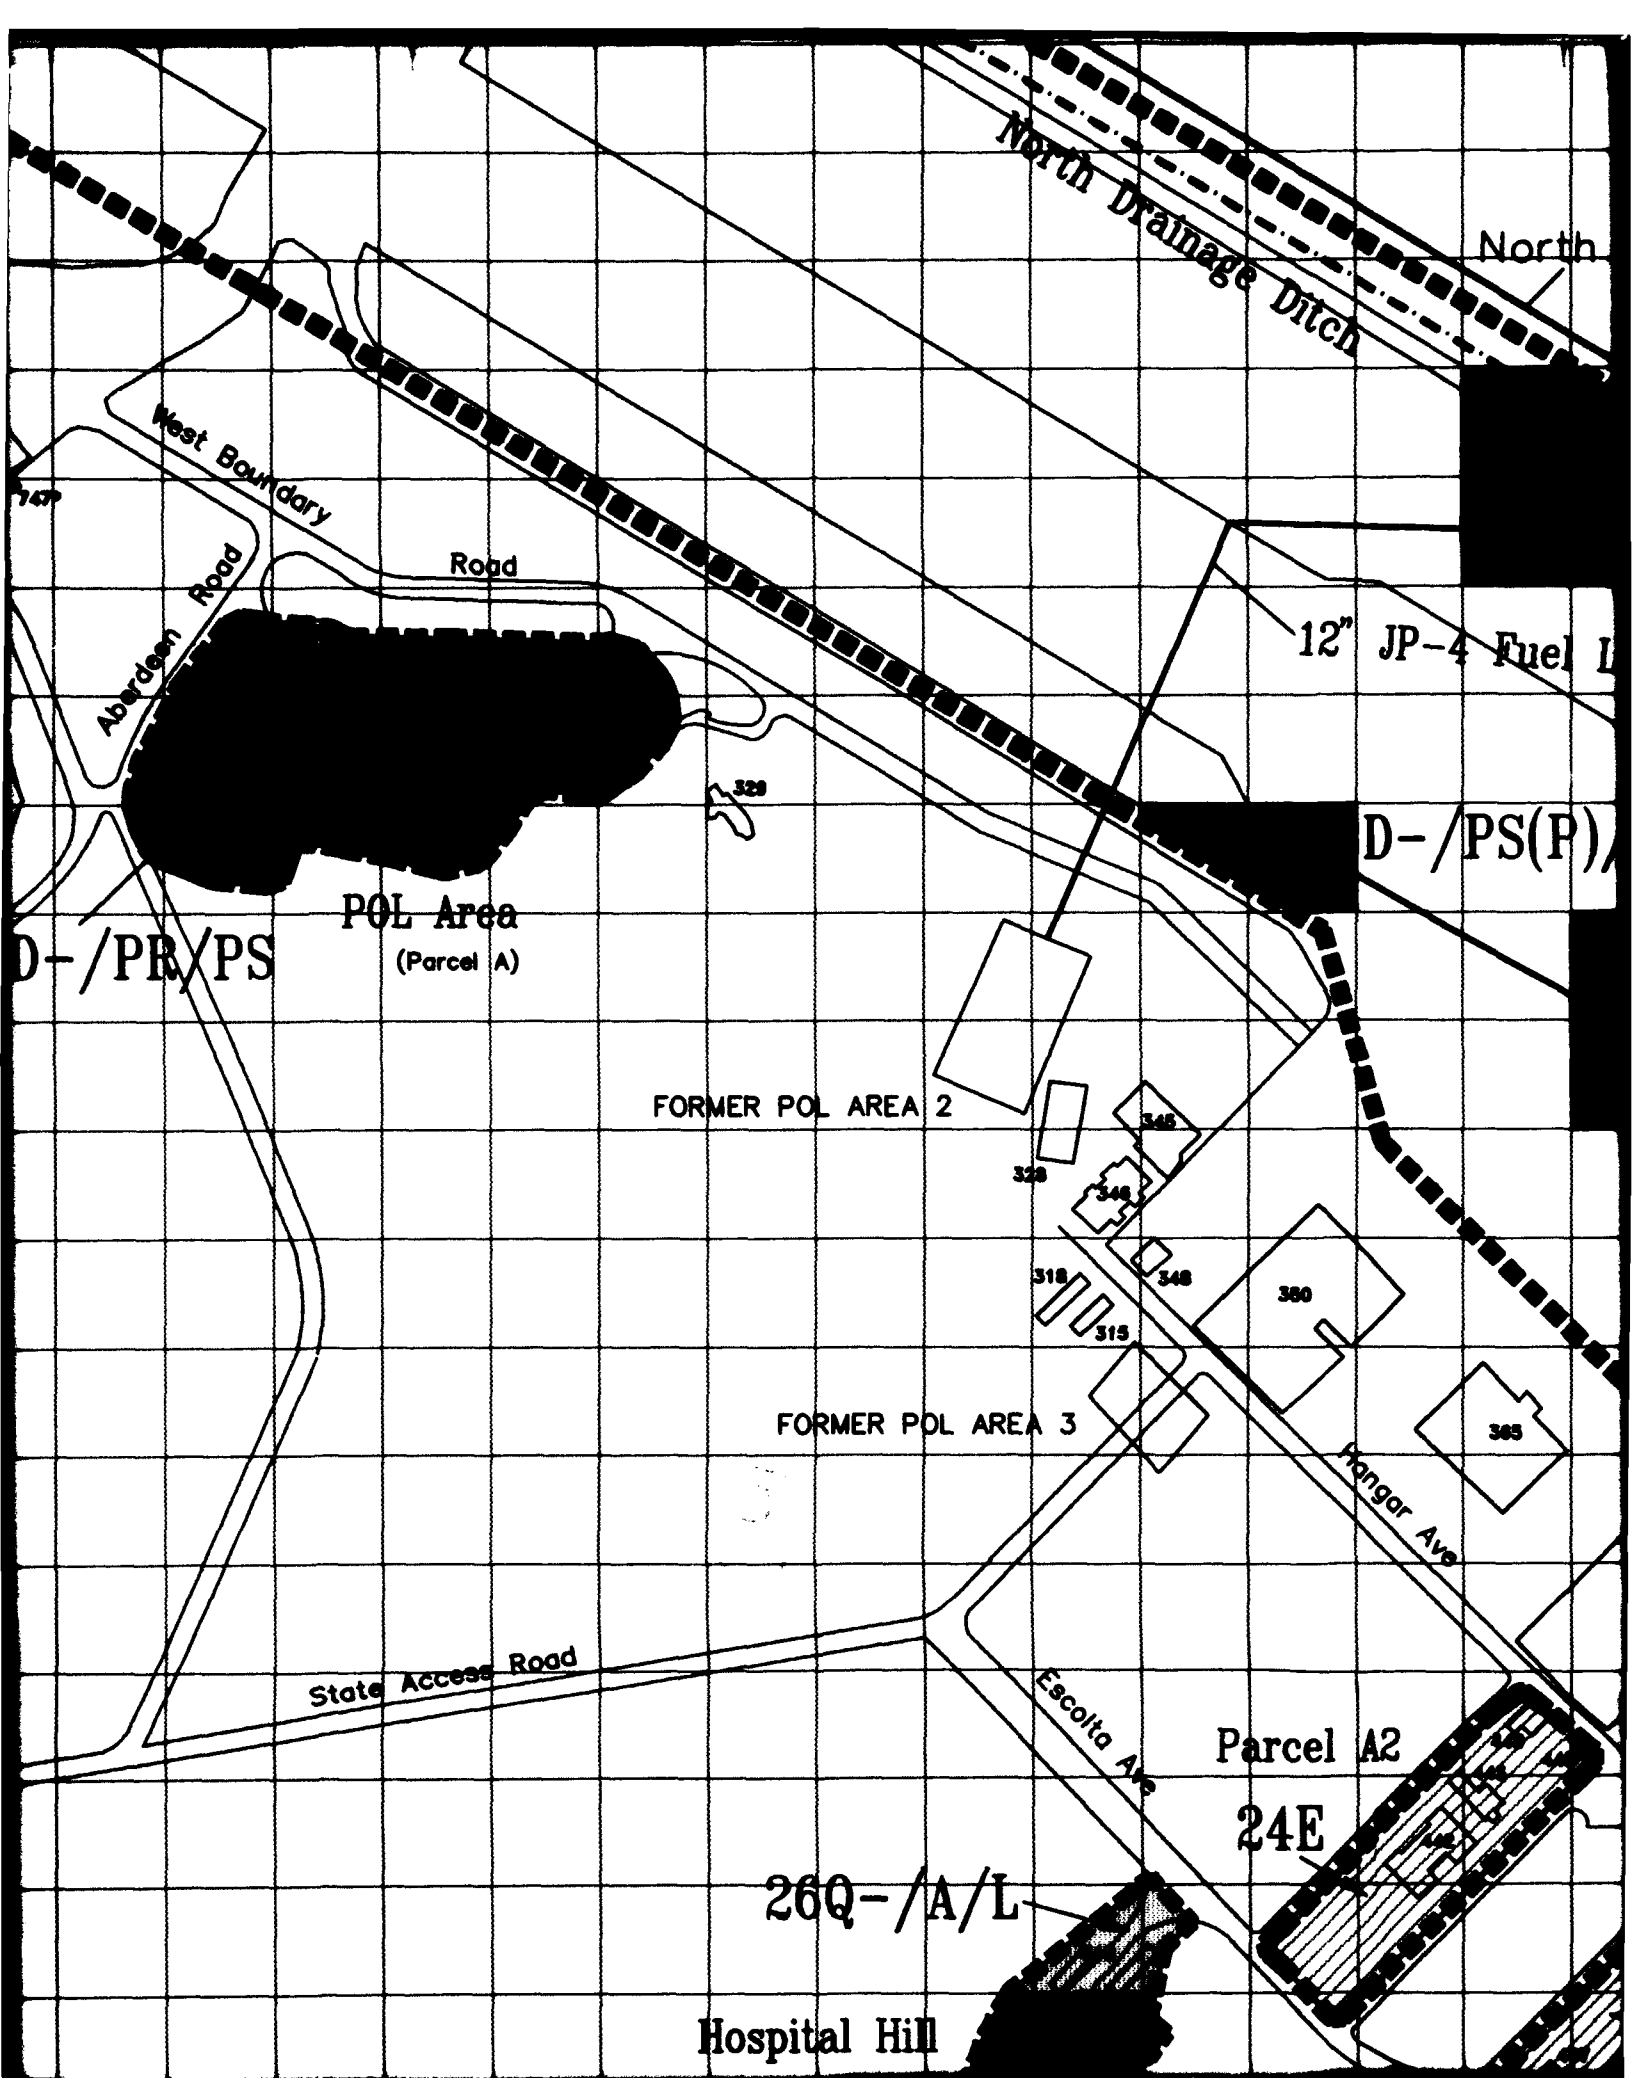 North Drainage Ditch
North
West Boundary
Road
747P
Aberdeen Road
12" JP-4 Fuel L
329
D-/PS(P)/
POL Area
(Parcel A)
D-/PR/PS
FORMER POL AREA 2
345
328
346
348
318
315
360
FORMER POL AREA 3
365
Hangar Ave
State Access Road
Escolta Ave
Parcel A2
24E
442
26Q-/A/L
Hospital Hill